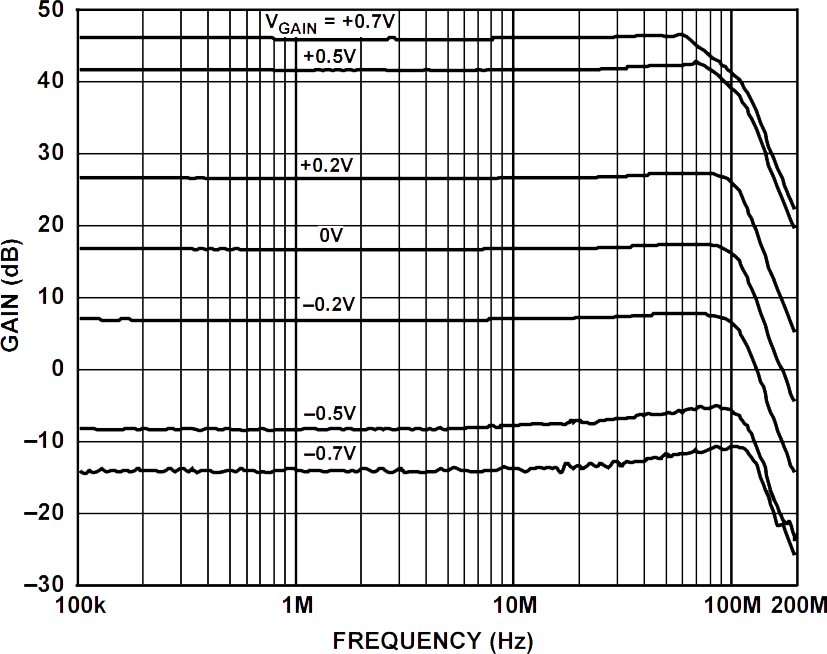 50
40
30
20
10
0
–10
–20
–30
GAIN (dB)
VGAIN = +0.7V
+0.5V
+0.2V
0V
–0.2V
–0.5V
–0.7V
100k 1M 10M 100M 200M
FREQUENCY (Hz)